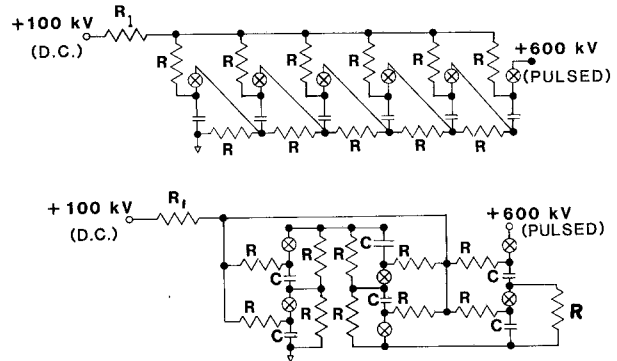 +100 kV R1
(D.C.)
R R R R R R +600 kV
(PULSED)
R R R R R
+100 kV R1 +600 kV
(D.C.) (PULSED)
R R R C R R
C
R R R C R R C R
C C